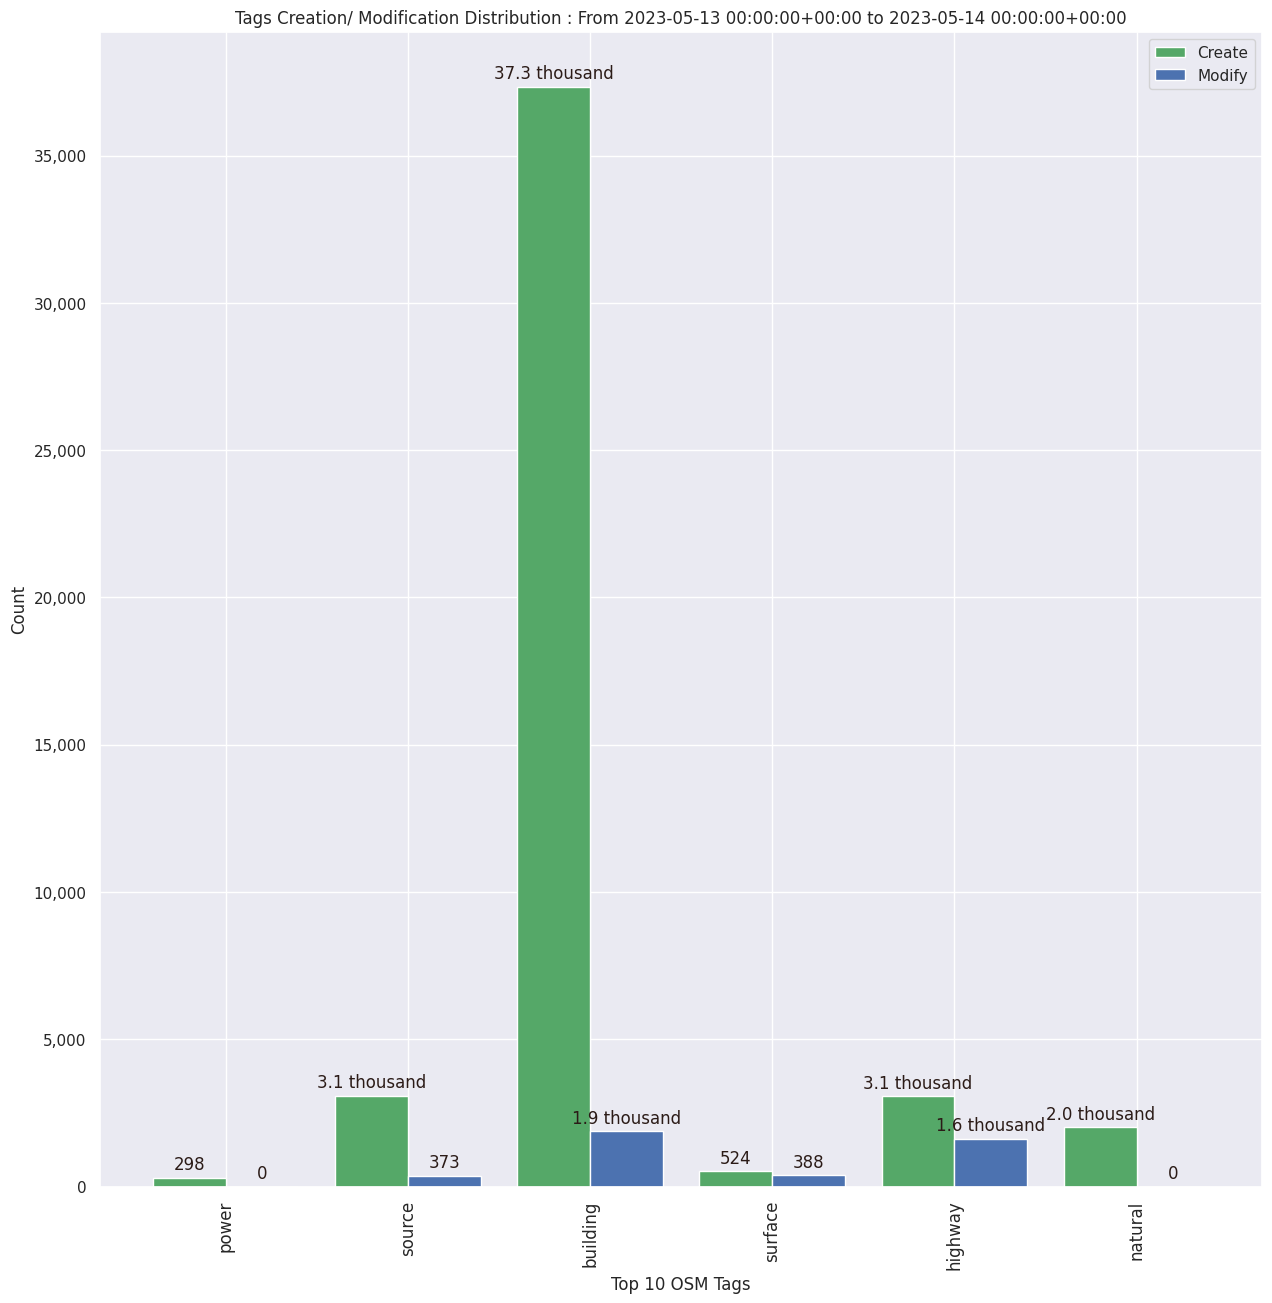 Tags Creation/ Modification Distribution : From 2023-05-13 00:00:00+00:00 to 2023-05-14 00:00:00+00:00
Create
Modify
37.3 thousand
35,000
30,000
25,000
20,000
Count
15,000
10,000
5,000
3.1 thousand
3.1 thousand
1.9 thousand
1.6 thousand
2.0 thousand
298
0
373
524
388
0
0
power
source
building
surface
highway
natural
Top 10 OSM Tags